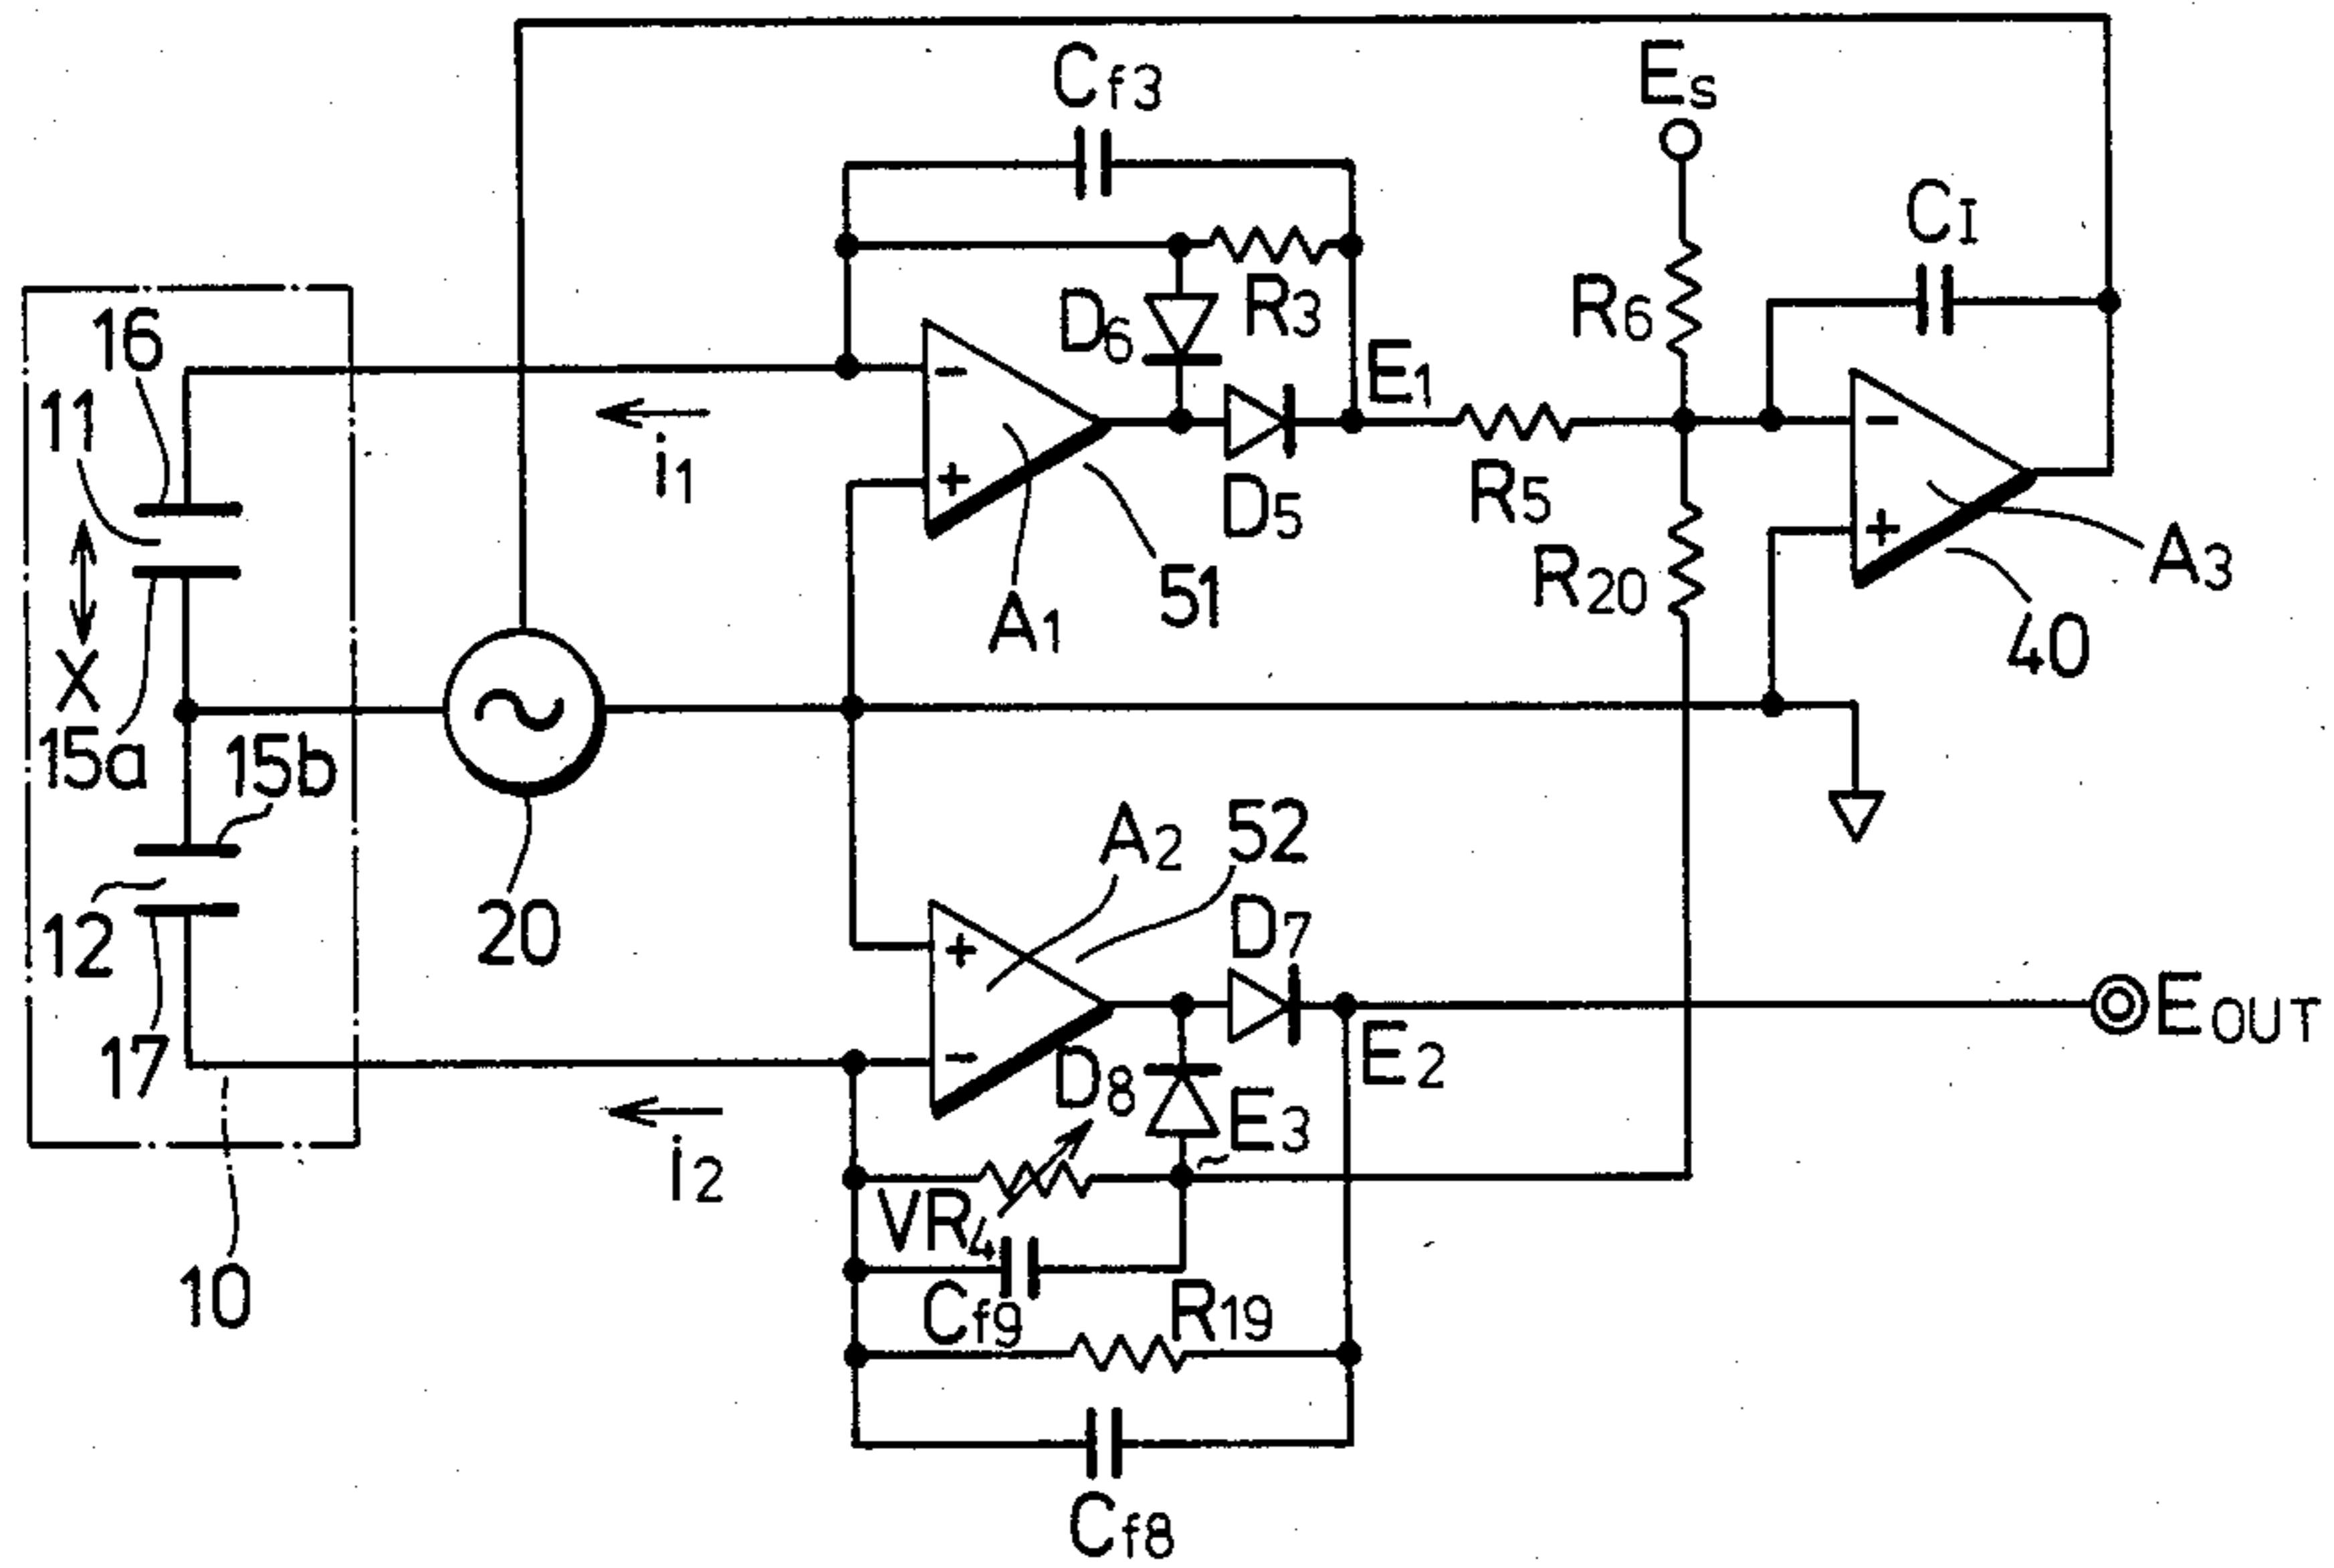 Cf3
ES
CI
16
D6
R3
R6
11
E1
i1
D5
R5
A3
X
A1
51
R20
40
15a
15b
A2
52
D7
12
20
EOUT
17
D8
E3
E2
i2
VR4
10
Cf9
R19
Cf8
- + - + + -